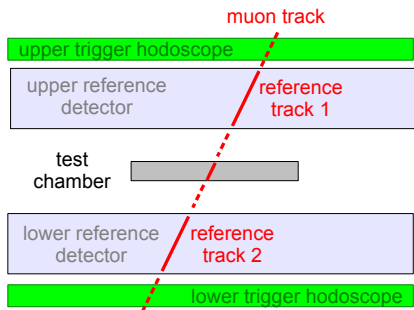 muon track
upper trigger hodoscope
upper reference
detector
reference
track 1
test
chamber
lower reference
detector
reference
track 2
lower trigger hodoscope